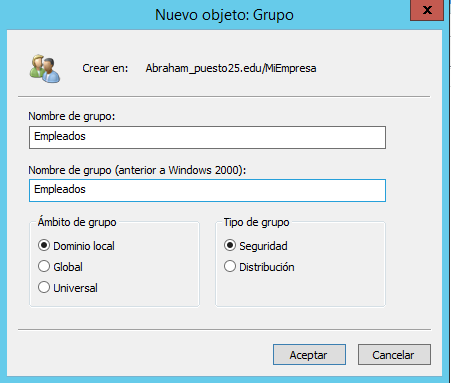 Nuevo objeto: Grupo
x
Crear en: Abraham_puesto25.edu/MiEmpresa
Nombre de grupo:
Empleados
Nombre de grupo (anterior a Windows 2000):
Empleados
Ámbito de grupo
Dominio local
Global
Universal
Tipo de grupo
Seguridad
Distribución
Aceptar
Cancelar